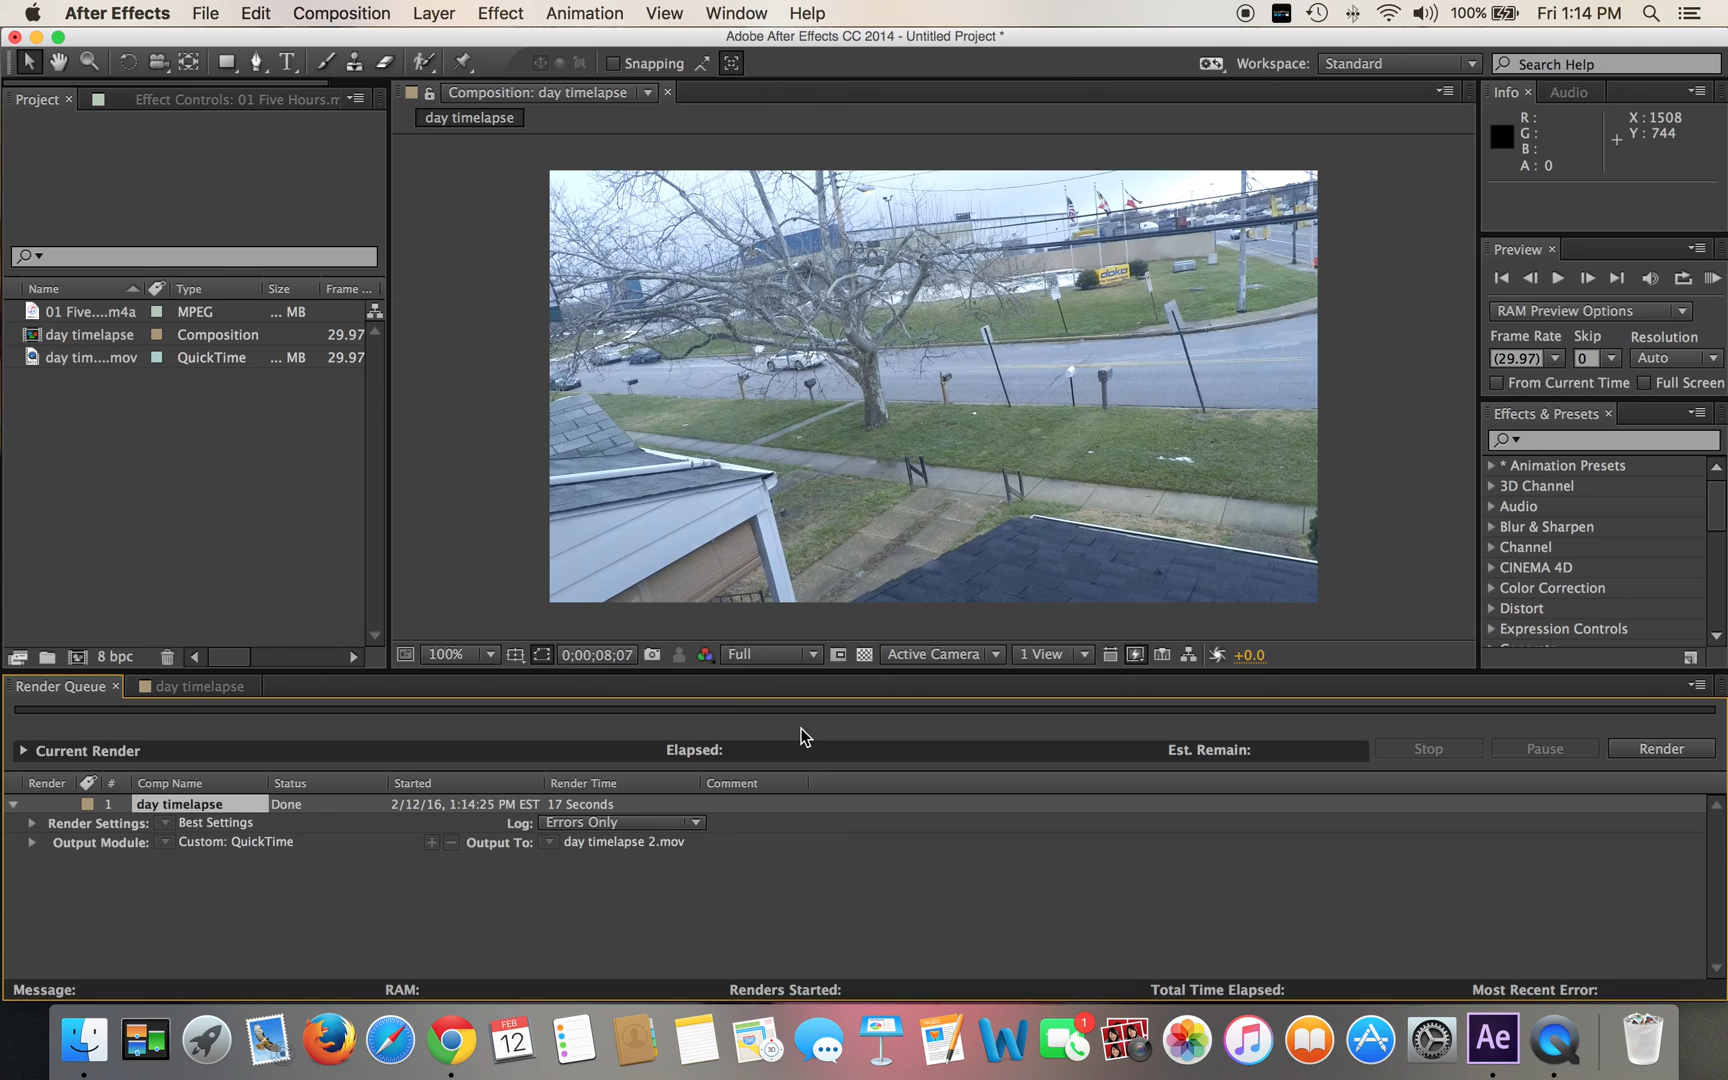 After Effects File Edit Composition Layer Effect Animation View Window Help 100% Fri 1:14 PM
Adobe After Effects CC 2014 - Untitled Project *
T Snapping Workspace: Standard Search Help
Project × Effect Controls: 01 Five Hours.m
Composition: day timelapse ×
day timelapse
Info × Audio
R :
G :
B :
A : 0
X : 1508
Y : 744
Name Type Size Frame ...
01 Five....m4a MPEG ... MB
day timelapse Composition 29.97
day tim....mov QuickTime ... MB 29.97
doka
Preview ×
RAM Preview Options
Frame Rate Skip Resolution
(29.97) 0 Auto
From Current Time Full Screen
Effects & Presets ×
* Animation Presets
3D Channel
Audio
Blur & Sharpen
Channel
CINEMA 4D
Color Correction
Distort
Expression Controls
8 bpc
100% 0;00;08;07 Full Active Camera 1 View +0.0
Render Queue × day timelapse
Current Render Elapsed: Est. Remain: Stop Pause Render
Render # Comp Name Status Started Render Time Comment
1 day timelapse Done 2/12/16, 1:14:25 PM EST 17 Seconds
Render Settings: Best Settings Log: Errors Only
Output Module: Custom: QuickTime + − Output To: day timelapse 2.mov
Message: RAM: Renders Started: Total Time Elapsed: Most Recent Error:
FEB
12
1
Ae